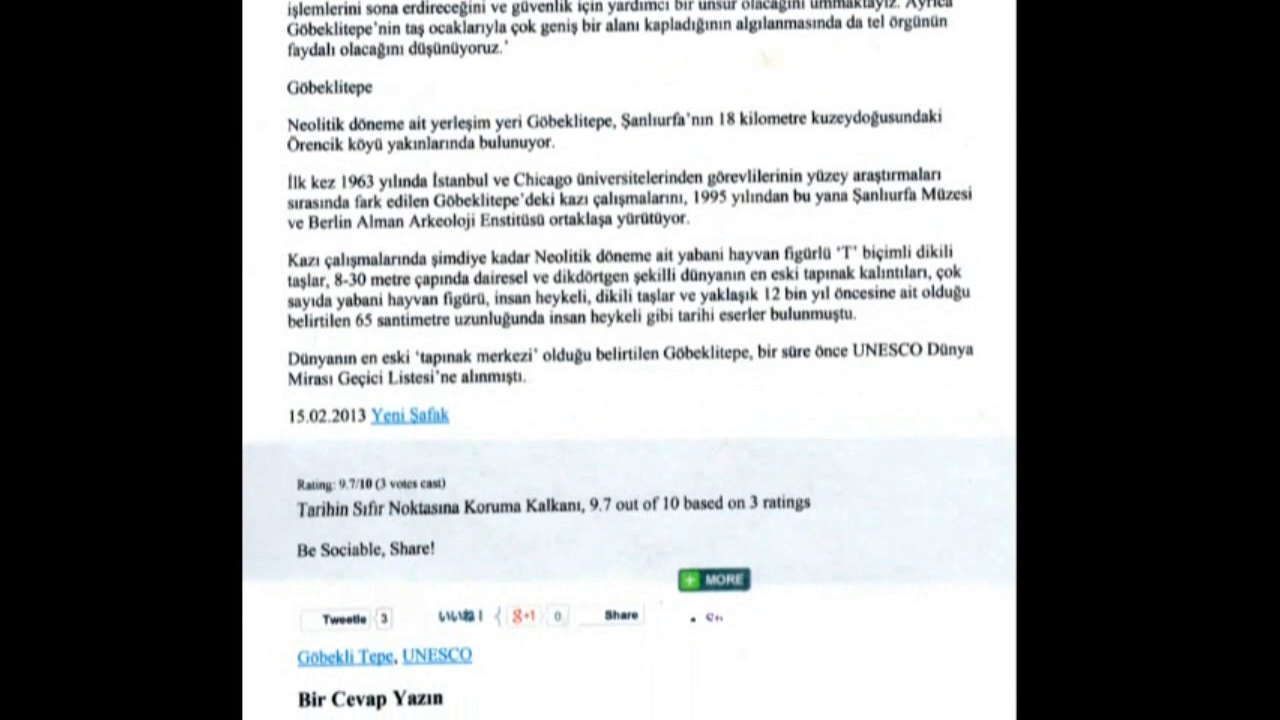 işlemlerini sona erdireceğini ve güvenlik için yardımcı bir unsur olacağını ummaktayız. Ayrıca
Göbeklitepe'nin taş ocaklarıyla çok geniş bir alanı kapladığının algılanmasında da tel örgünün
faydalı olacağını düşünüyoruz.'
Göbeklitepe
Neolitik döneme ait yerleşim yeri Göbeklitepe, Şanlıurfa'nın 18 kilometre kuzeydoğusundaki
Örencik köyü yakınlarında bulunuyor.
İlk kez 1963 yılında İstanbul ve Chicago üniversitelerinden görevlilerinin yüzey araştırmaları
sırasında fark edilen Göbeklitepe'deki kazı çalışmalarını, 1995 yılından bu yana Şanlıurfa Müzesi
ve Berlin Alman Arkeoloji Enstitüsü ortaklaşa yürütüyor.
Kazı çalışmalarında şimdiye kadar Neolitik döneme ait yabani hayvan figürlü 'T' biçimli dikili
taşlar, 8-30 metre çapında dairesel ve dikdörtgen şekilli dünyanın en eski tapınak kalıntıları, çok
sayıda yabani hayvan figürü, insan heykeli, dikili taşlar ve yaklaşık 12 bin yıl öncesine ait olduğu
belirtilen 65 santimetre uzunluğunda insan heykeli gibi tarihi eserler bulunmuştu.
Dünyanın en eski 'tapınak merkezi' olduğu belirtilen Göbeklitepe, bir süre önce UNESCO Dünya
Mirası Geçici Listesi'ne alınmıştı.
15.02.2013 Yeni Şafak
Rating: 9.7/10 (3 votes cast)
Tarihin Sıfır Noktasına Koruma Kalkanı, 9.7 out of 10 based on 3 ratings
Be Sociable, Share!
+ MORE
Tweetle 3 g+1 0 Share
Göbekli Tepe, UNESCO
Bir Cevap Yazın